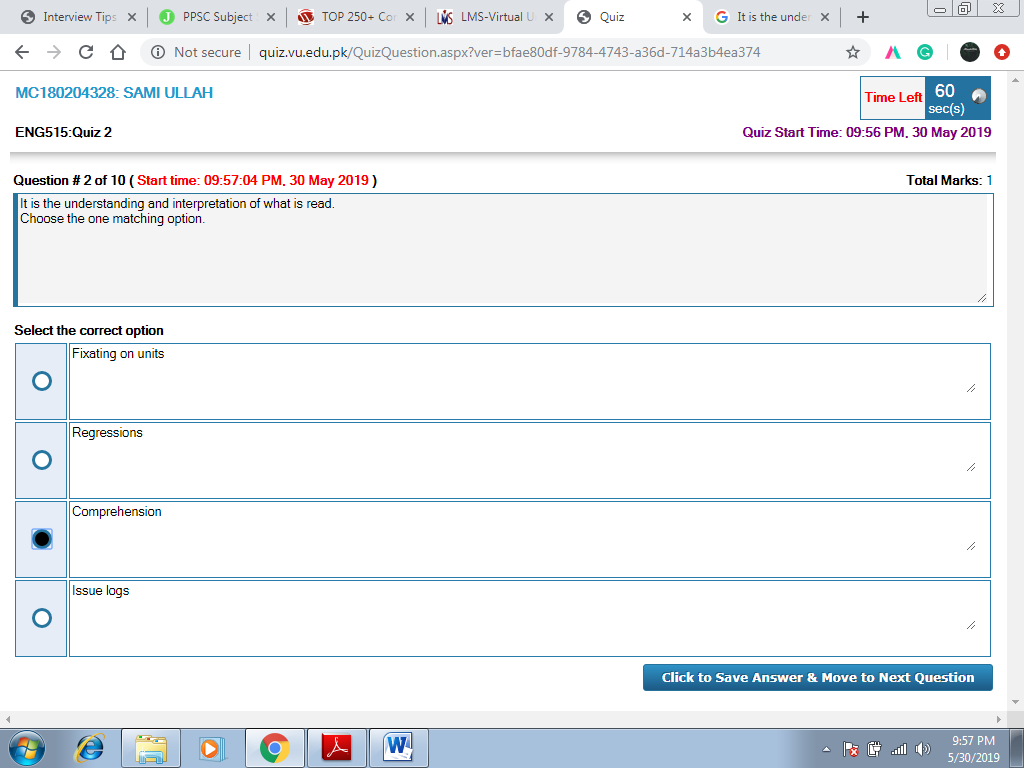 Interview Tips
PPSC Subject
TOP 250+ Co
LMS-Virtual U
Quiz
It is the under
Not secure
quiz.vu.edu.pk/QuizQuestion.aspx?ver=bfae80df-9784-4743-a36d-714a3b4ea374
MC180204328: SAMI ULLAH
Time Left 60 sec(s)
ENG515:Quiz 2
Quiz Start Time: 09:56 PM, 30 May 2019
Question # 2 of 10 ( Start time: 09:57:04 PM, 30 May 2019 )
Total Marks: 1
It is the understanding and interpretation of what is read.
Choose the one matching option.
Select the correct option
Fixating on units
Regressions
Comprehension
Issue logs
Click to Save Answer & Move to Next Question
9:57 PM
5/30/2019